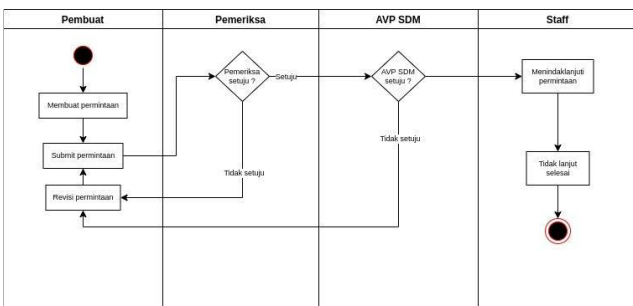 Pembuat
Pemeriksa
AVP SDM
Staff
Pemeriksa
setuju ?
Setuju
AVP SDM
setuju ?
Menindaklanjuti
permintaan
Membuat permintaan
Tidak setuju
Submit permintaan
Tidak setuju
Tidak lanjut
selesai
Revisi permintaan